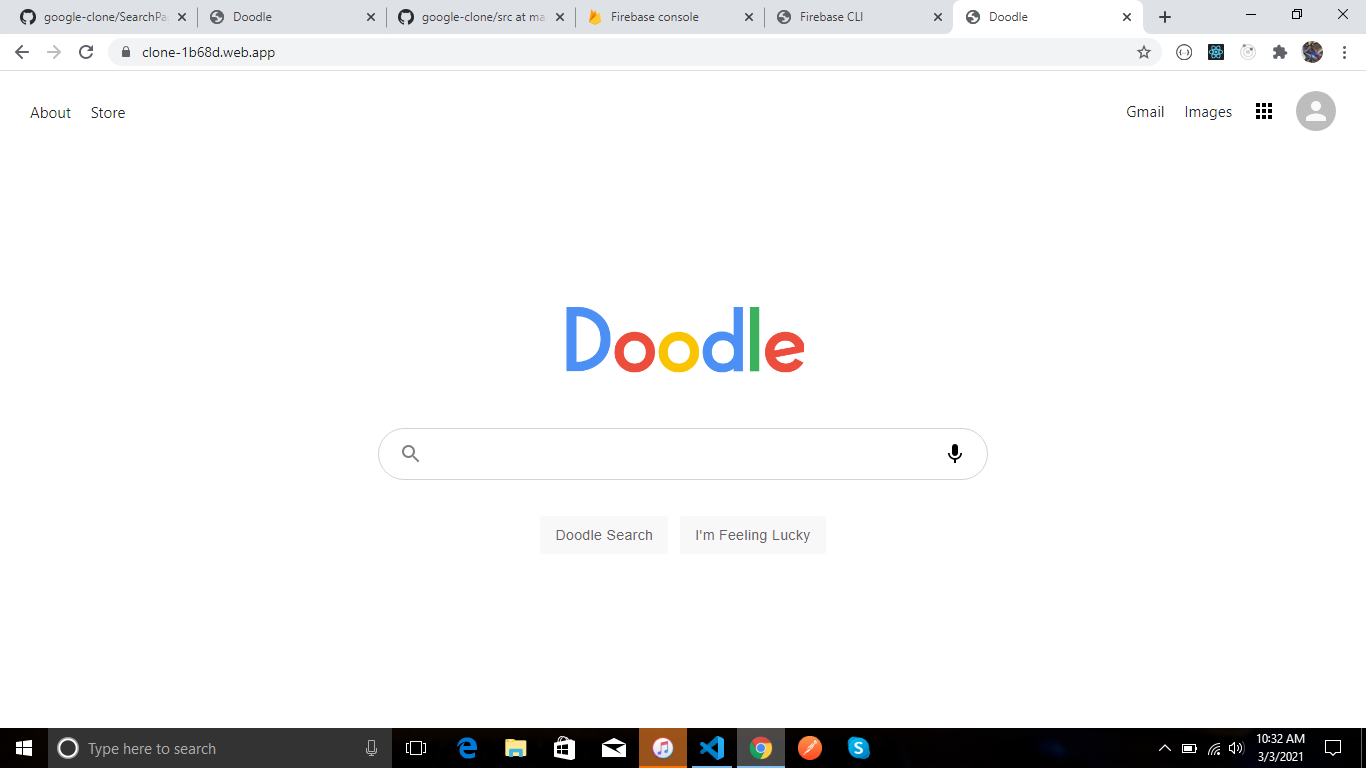 google-clone/SearchPa
Doodle
google-clone/src at ma
Firebase console
Firebase CLI
Doodle
clone-1b68d.web.app
About
Store
Gmail
Images
Doodle
Doodle Search
I'm Feeling Lucky
Type here to search
10:32 AM
3/3/2021